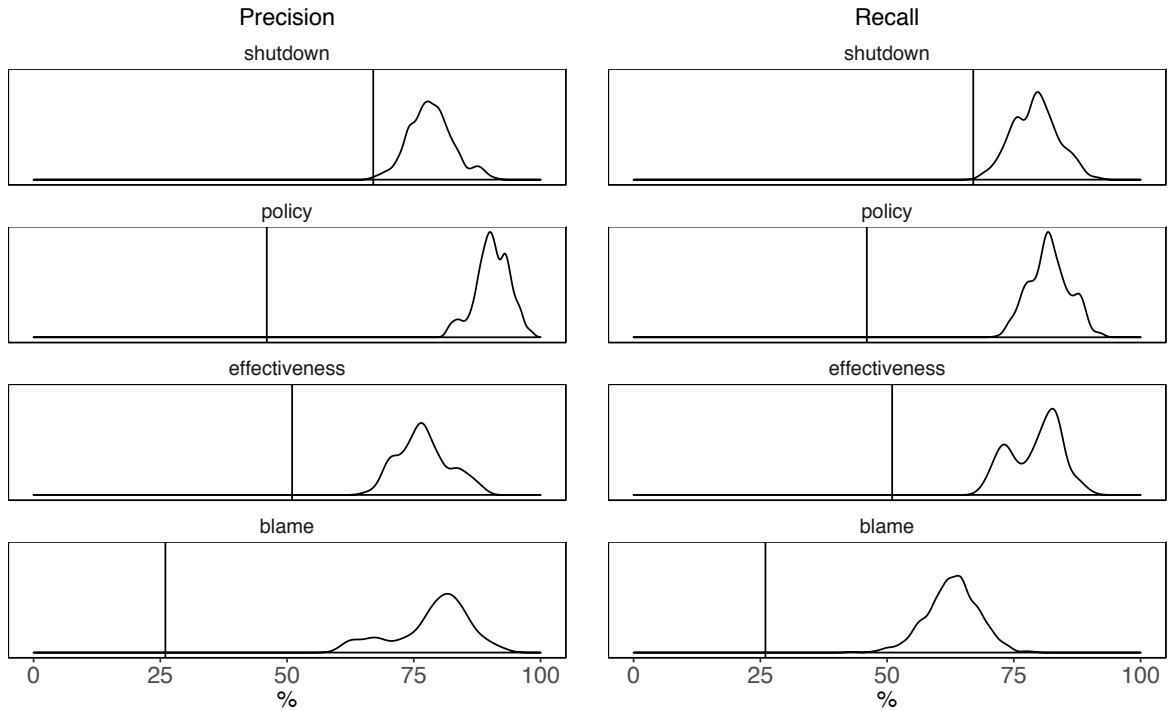 Precision
shutdown
policy
effectiveness
blame
0 25 50 75 100
%
Recall
shutdown
policy
effectiveness
blame
0 25 50 75 100
%